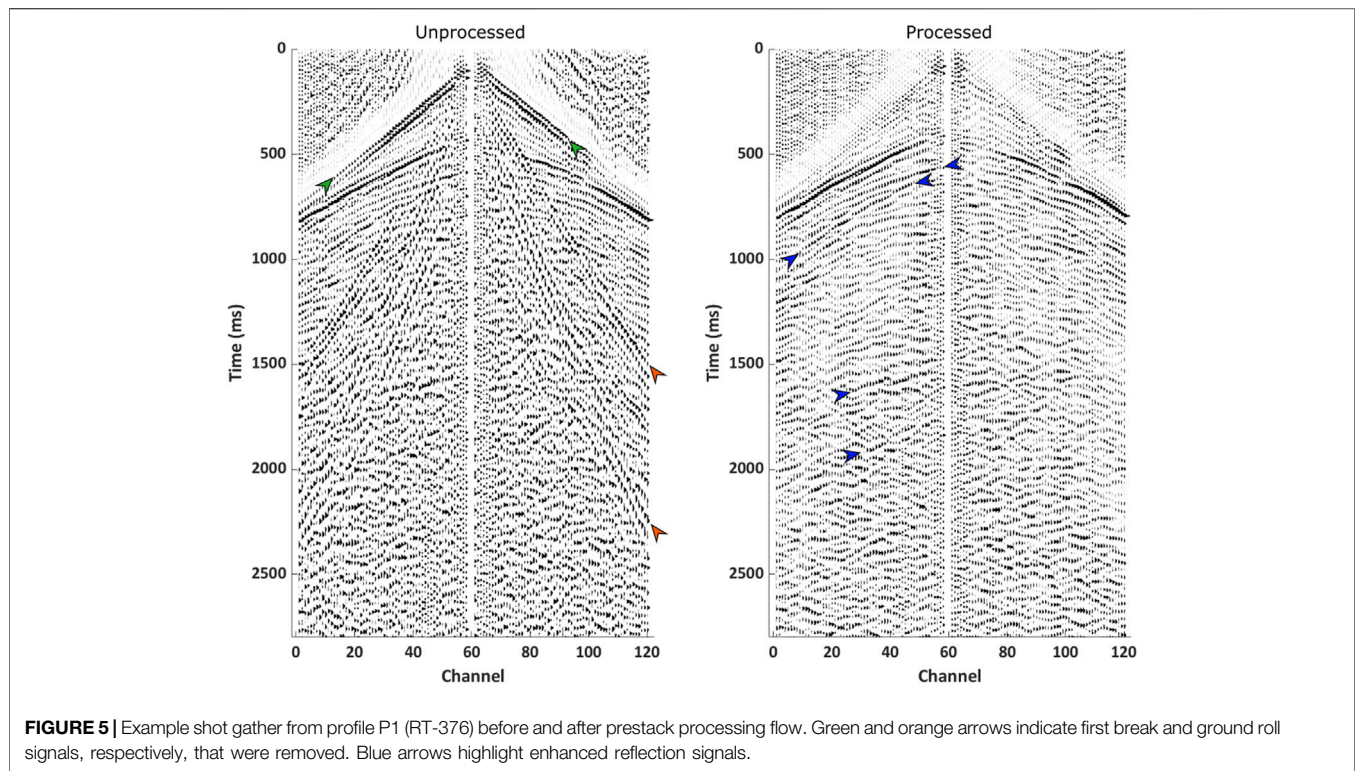 Unprocessed
Processed
0
500
1000
1500
2000
2500
Time (ms)
0 20 40 60 80 100 120
Channel
0
500
1000
1500
2000
2500
Time (ms)
0 20 40 60 80 100 120
Channel
FIGURE 5 | Example shot gather from profile P1 (RT-376) before and after prestack processing flow. Green and orange arrows indicate first break and ground roll
signals, respectively, that were removed. Blue arrows highlight enhanced reflection signals.